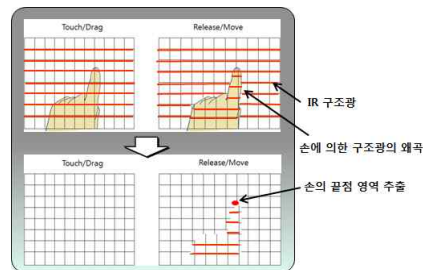 Touch/Drag
Release/Move
IR 구조광
손에 의한 구조광의 왜곡
Touch/Drag
Release/Move
손의 끝점 영역 추출